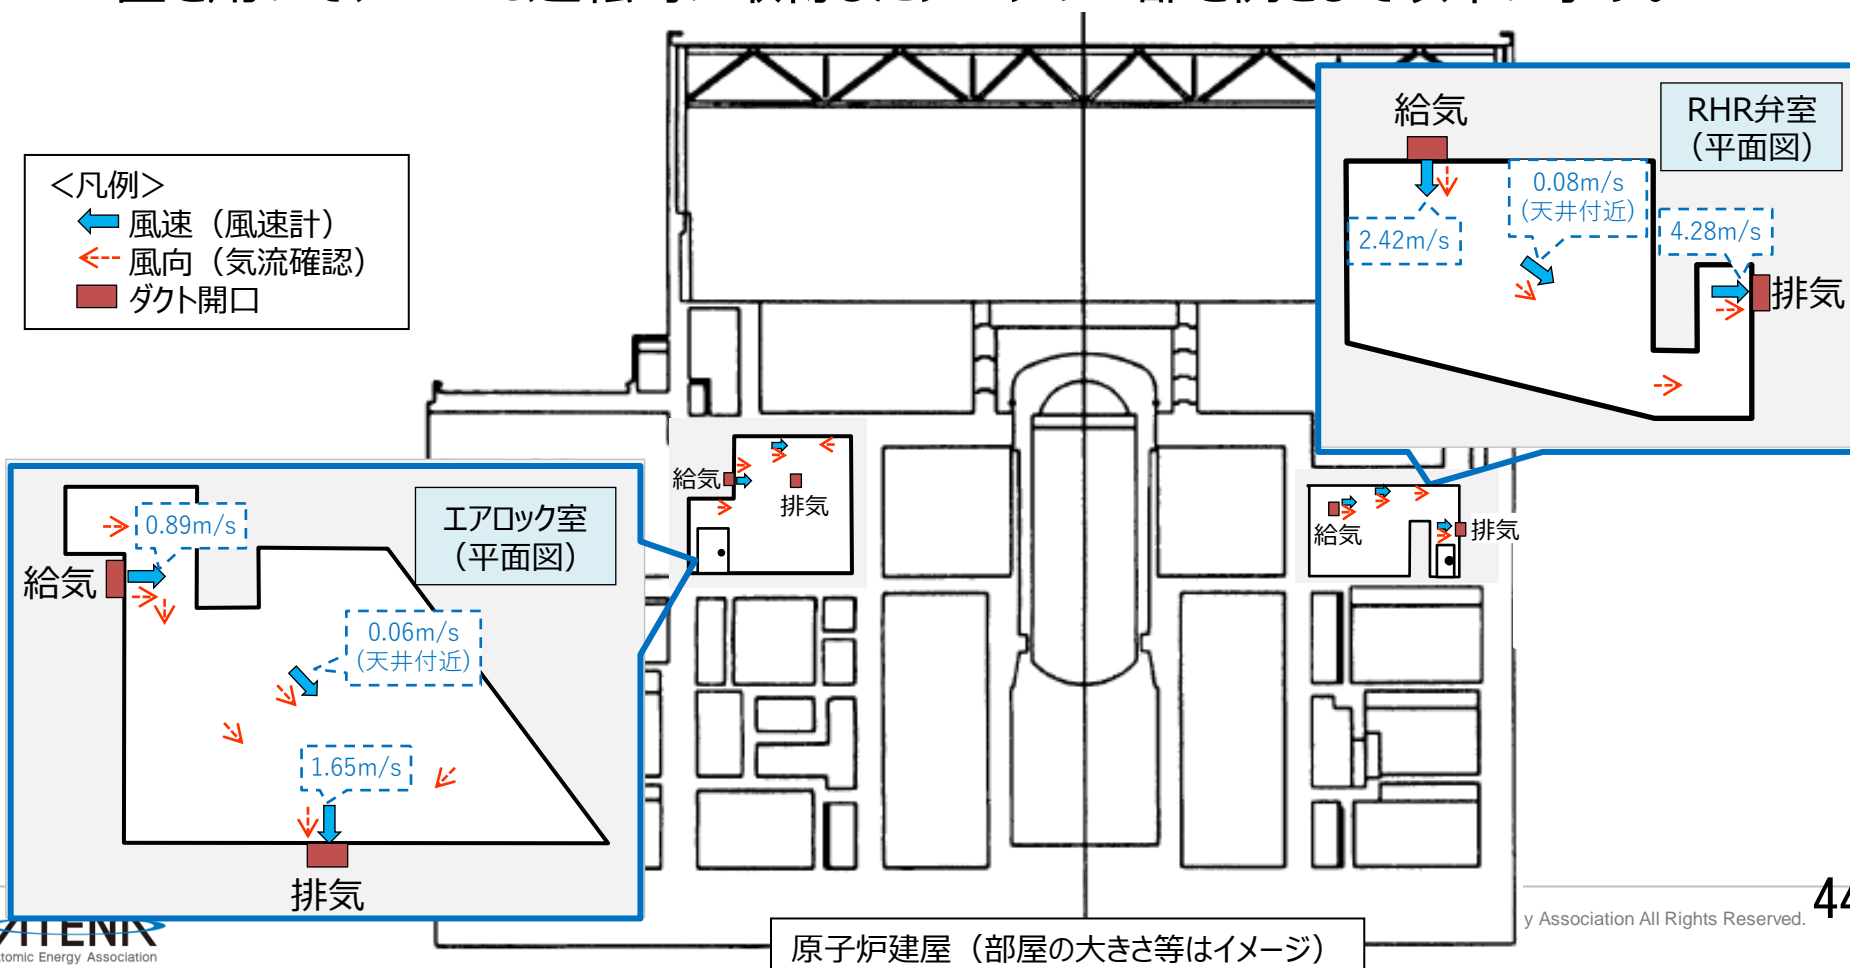 ＜凡例＞
風速（風速計）
風向（気流確認）
ダクト開口
給気
RHR弁室
（平面図）
0.08m/s
(天井付近)
2.42m/s
4.28m/s
排気
給気
排気
給気
排気
エアロック室
（平面図）
0.89m/s
給気
0.06m/s
(天井付近)
1.65m/s
排気
原子炉建屋（部屋の大きさ等はイメージ）
y Association All Rights Reserved.
44
ATENA
tomic Energy Association